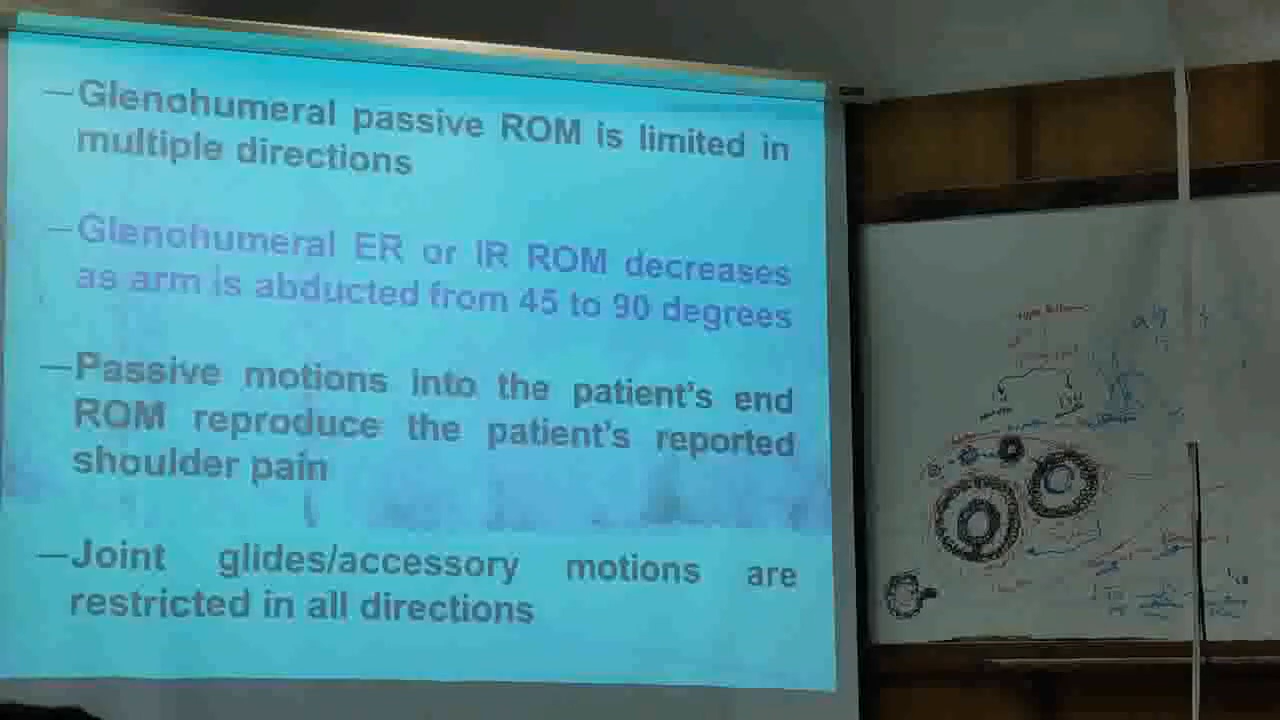 —Glenohumeral passive ROM is limited in
multiple directions
—Glenohumeral ER or IR ROM decreases
as arm is abducted from 45 to 90 degrees
—Passive motions into the patient's end
ROM reproduce the patient's reported
shoulder pain
—Joint glides/accessory motions are
restricted in all directions